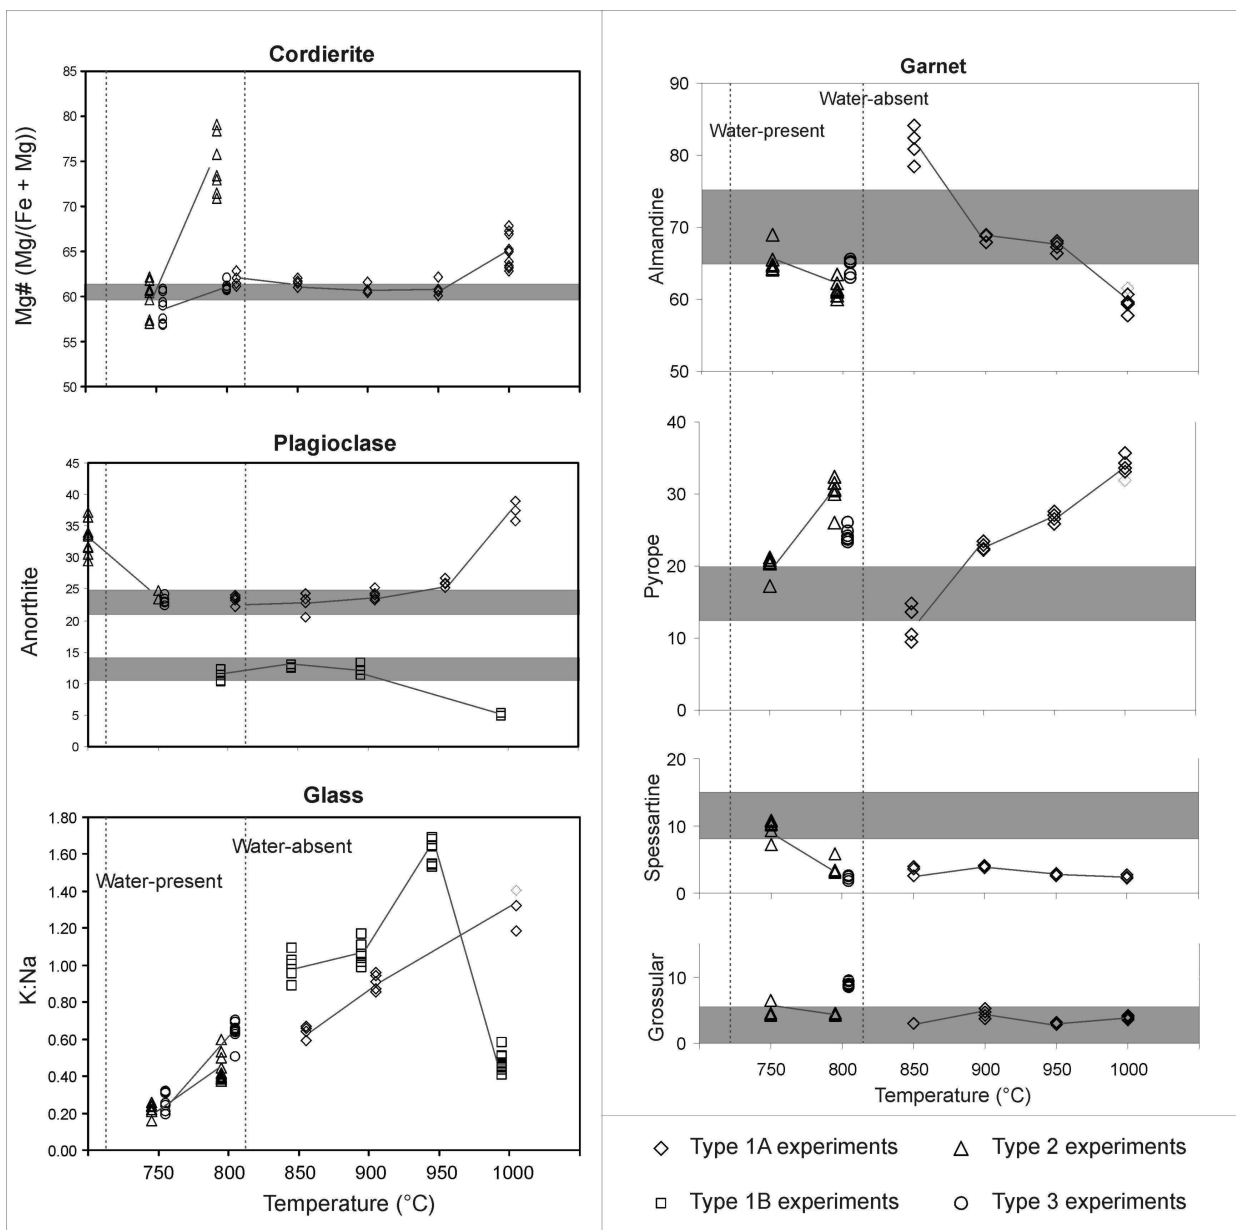 Cordierite
85
80
75
70
65
60
55
50
Mg# (Mg/(Fe + Mg))
Plagioclase
45
40
35
30
25
20
15
10
5
0
Anorthite
Glass
1.80
1.60
1.40
1.20
1.00
0.80
0.60
0.40
0.20
0.00
K:Na
Water-absent
Water-present
750 800 850 900 950 1000
Temperature (°C)
Garnet
90
80
70
60
50
Almandine
Water-absent
Water-present
40
30
20
10
0
Pyrope
20
10
0
Spessartine
10
0
Grossular
750 800 850 900 950 1000
Temperature (°C)
Type 1A experiments
Type 2 experiments
Type 1B experiments
Type 3 experiments